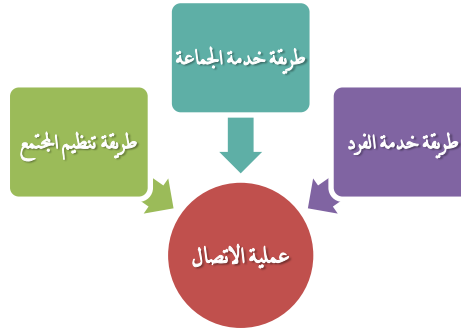 طريقة خدمة الجماعة
طريقة خدمة الفرد
طريقة تنظيم المجتمع
عملية الاتصال